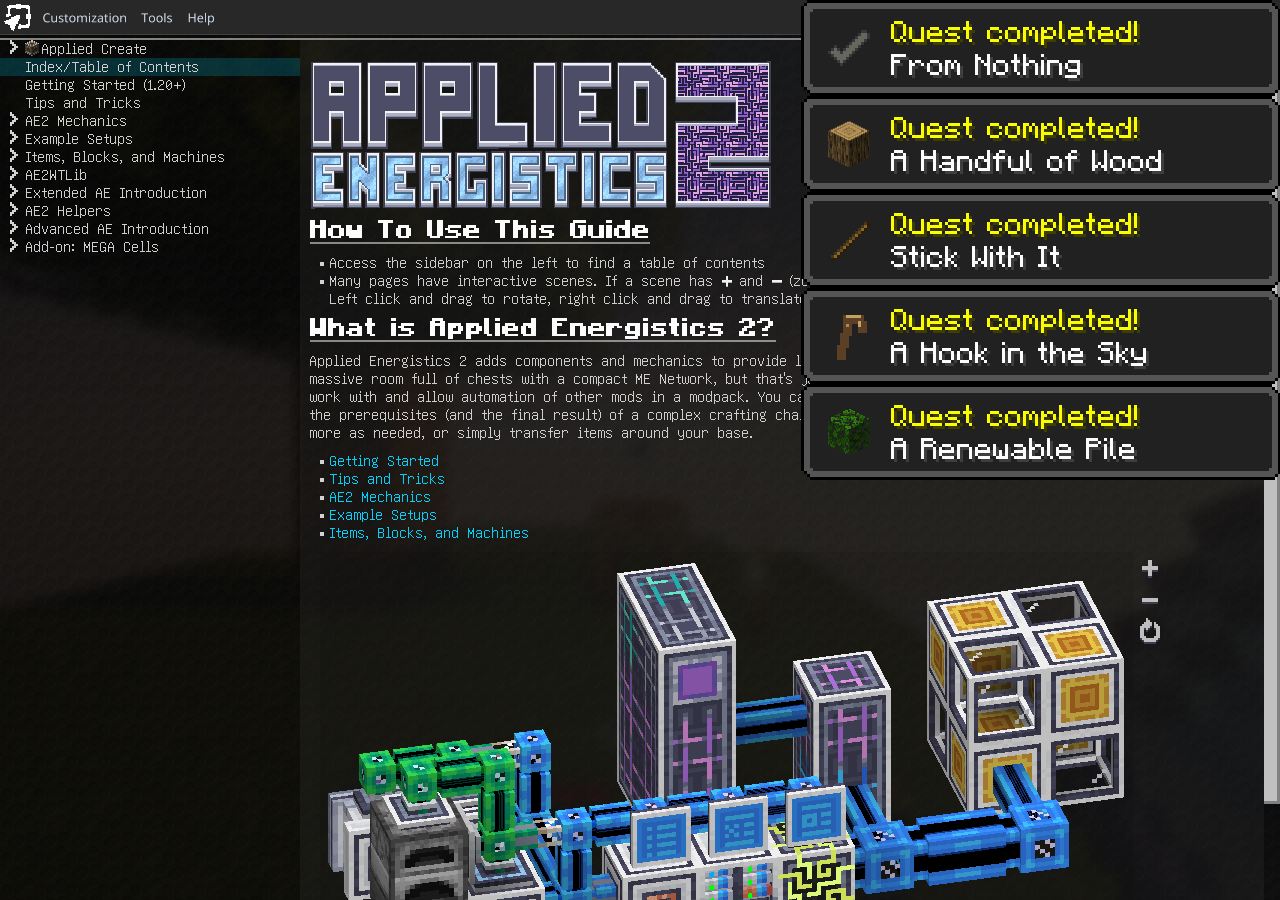 Customization Tools Help
Applied Create
Index/Table of Contents
Getting Started (1.20+)
Tips and Tricks
AE2 Mechanics
Example Setups
Items, Blocks, and Machines
AE2WTLib
Extended AE Introduction
AE2 Helpers
Advanced AE Introduction
Add-on: MEGA Cells
APPLIED
ENERGISTICS
2
How To Use This Guide
Access the sidebar on the left to find a table of contents
Many pages have interactive scenes. If a scene has + and -
Left click and drag to rotate, right click and drag to
What is Applied Energistics 2?
Applied Energistics 2 adds components and mechanics to provide
massive room full of chests with a compact ME Network, but that's
work with and allow automation of other mods in a modpack. You
the prerequisites (and the final result) of a complex crafting
more as needed, or simply transfer items around your base.
Getting Started
Tips and Tricks
AE2 Mechanics
Example Setups
Items, Blocks, and Machines
Quest completed!
From Nothing
Quest completed!
A Handful of Wood
Quest completed!
Stick With It
Quest completed!
A Hook in the Sky
Quest completed!
A Renewable Pile